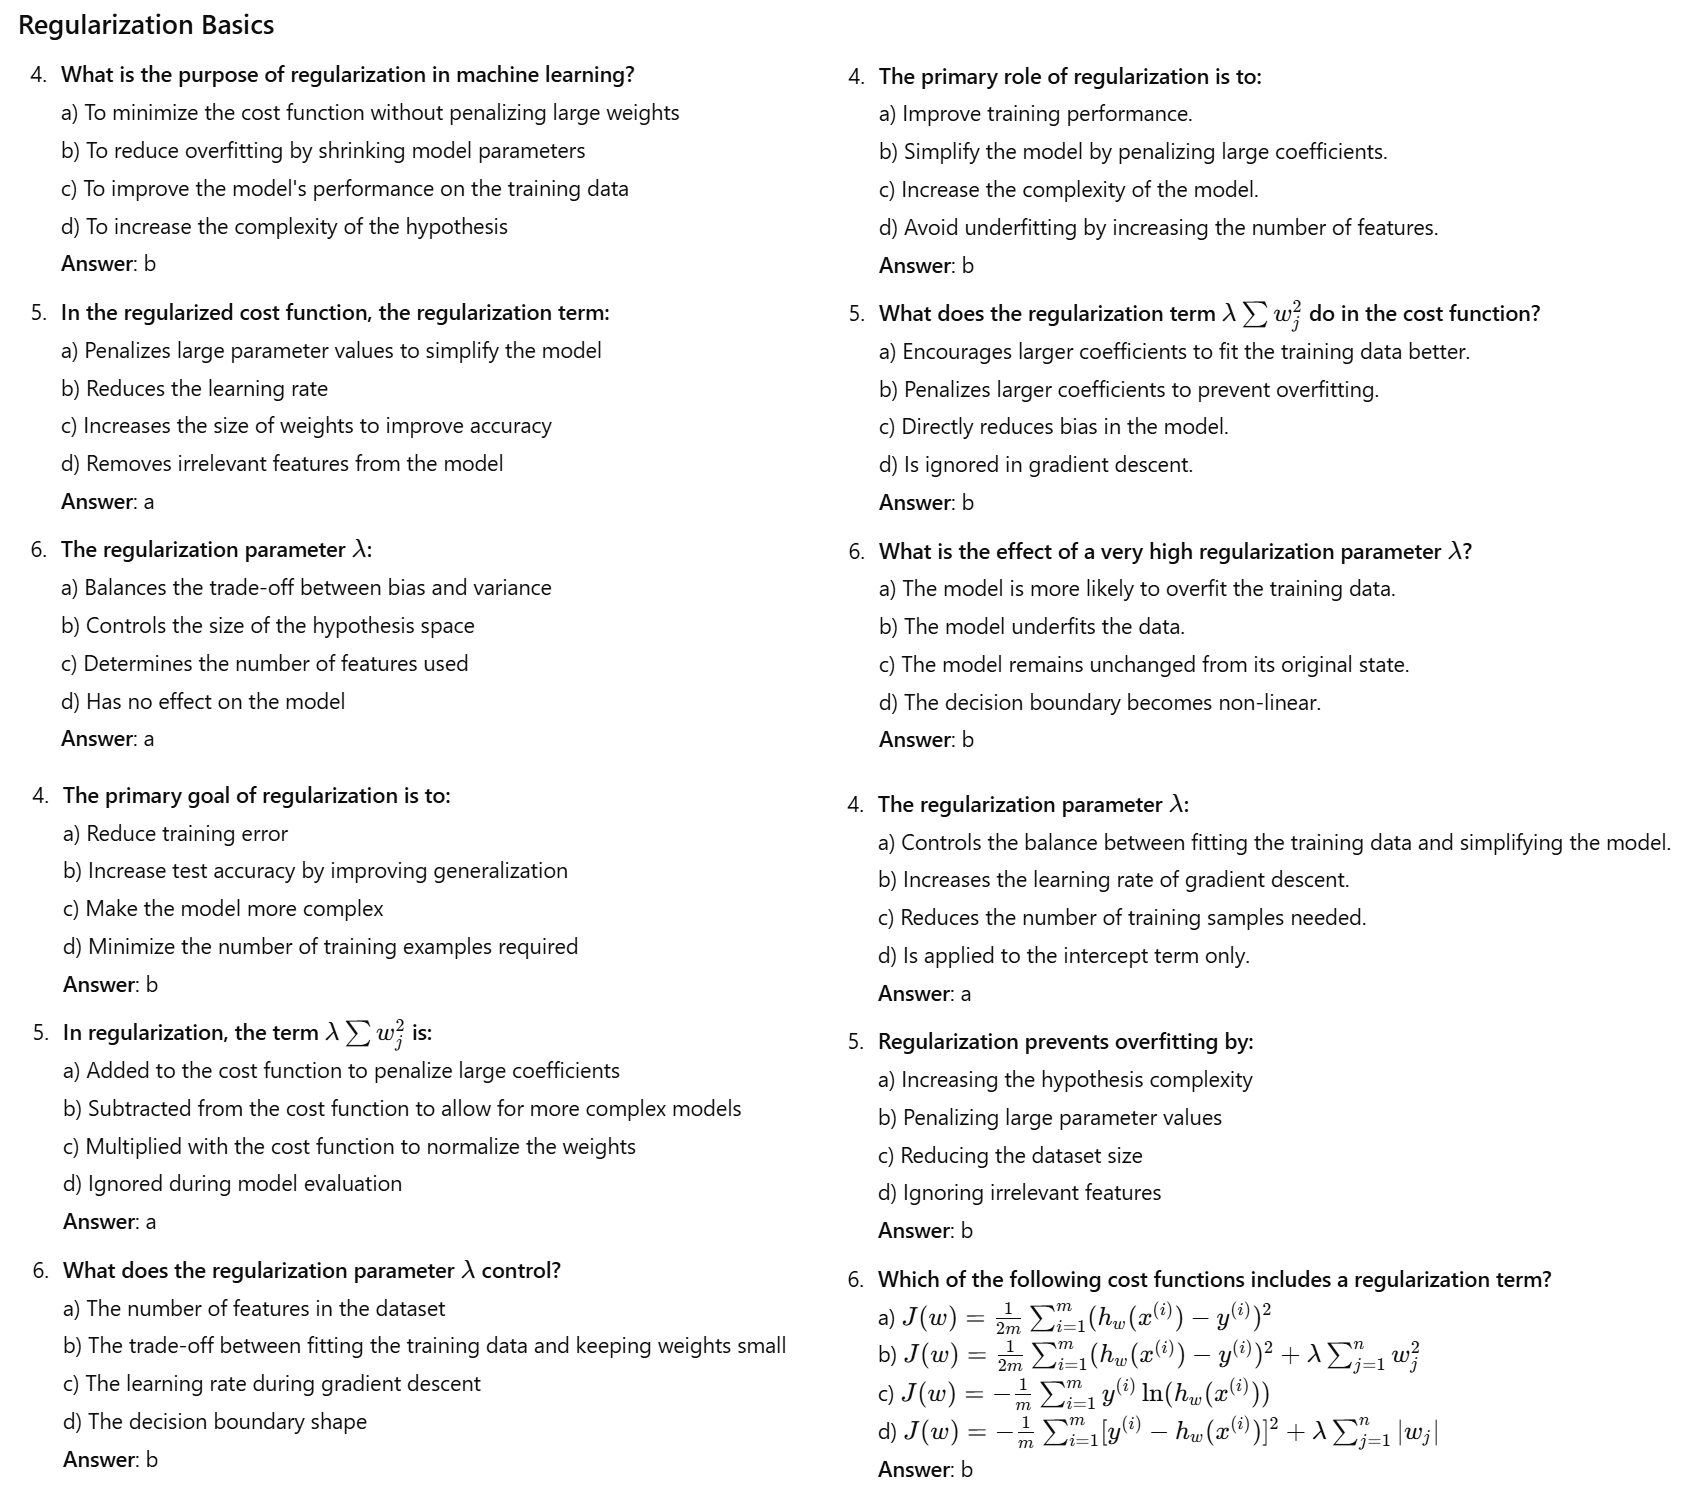 Regularization Basics
4. What is the purpose of regularization in machine learning?
a) To minimize the cost function without penalizing large weights
b) To reduce overfitting by shrinking model parameters
c) To improve the model's performance on the training data
d) To increase the complexity of the hypothesis
Answer: b
5. In the regularized cost function, the regularization term:
a) Penalizes large parameter values to simplify the model
b) Reduces the learning rate
c) Increases the size of weights to improve accuracy
d) Removes irrelevant features from the model
Answer: a
6. The regularization parameter λ:
a) Balances the trade-off between bias and variance
b) Controls the size of the hypothesis space
c) Determines the number of features used
d) Has no effect on the model
Answer: a
4. The primary goal of regularization is to:
a) Reduce training error
b) Increase test accuracy by improving generalization
c) Make the model more complex
d) Minimize the number of training examples required
Answer: b
5. In regularization, the term λ ∑ w_j^2 is:
a) Added to the cost function to penalize large coefficients
b) Subtracted from the cost function to allow for more complex models
c) Multiplied with the cost function to normalize the weights
d) Ignored during model evaluation
Answer: a
6. What does the regularization parameter λ control?
a) The number of features in the dataset
b) The trade-off between fitting the training data and keeping weights small
c) The learning rate during gradient descent
d) The decision boundary shape
Answer: b
4. The primary role of regularization is to:
a) Improve training performance.
b) Simplify the model by penalizing large coefficients.
c) Increase the complexity of the model.
d) Avoid underfitting by increasing the number of features.
Answer: b
5. What does the regularization term λ ∑ w_j^2 do in the cost function?
a) Encourages larger coefficients to fit the training data better.
b) Penalizes larger coefficients to prevent overfitting.
c) Directly reduces bias in the model.
d) Is ignored in gradient descent.
Answer: b
6. What is the effect of a very high regularization parameter λ?
a) The model is more likely to overfit the training data.
b) The model underfits the data.
c) The model remains unchanged from its original state.
d) The decision boundary becomes non-linear.
Answer: b
4. The regularization parameter λ:
a) Controls the balance between fitting the training data and simplifying the model.
b) Increases the learning rate of gradient descent.
c) Reduces the number of training samples needed.
d) Is applied to the intercept term only.
Answer: a
5. Regularization prevents overfitting by:
a) Increasing the hypothesis complexity
b) Penalizing large parameter values
c) Reducing the dataset size
d) Ignoring irrelevant features
Answer: b
6. Which of the following cost functions includes a regularization term?
a) J(w) = 1/2m ∑_{i=1}^m (h_w(x^(i)) − y^(i))^2
b) J(w) = 1/2m ∑_{i=1}^m (h_w(x^(i)) − y^(i))^2 + λ ∑_{j=1}^n w_j^2
c) J(w) = −1/m ∑_{i=1}^m y^(i) ln(h_w(x^(i)))
d) J(w) = −1/m ∑_{i=1}^m [y^(i) − h_w(x^(i))]^2 + λ ∑_{j=1}^n |w_j|
Answer: b